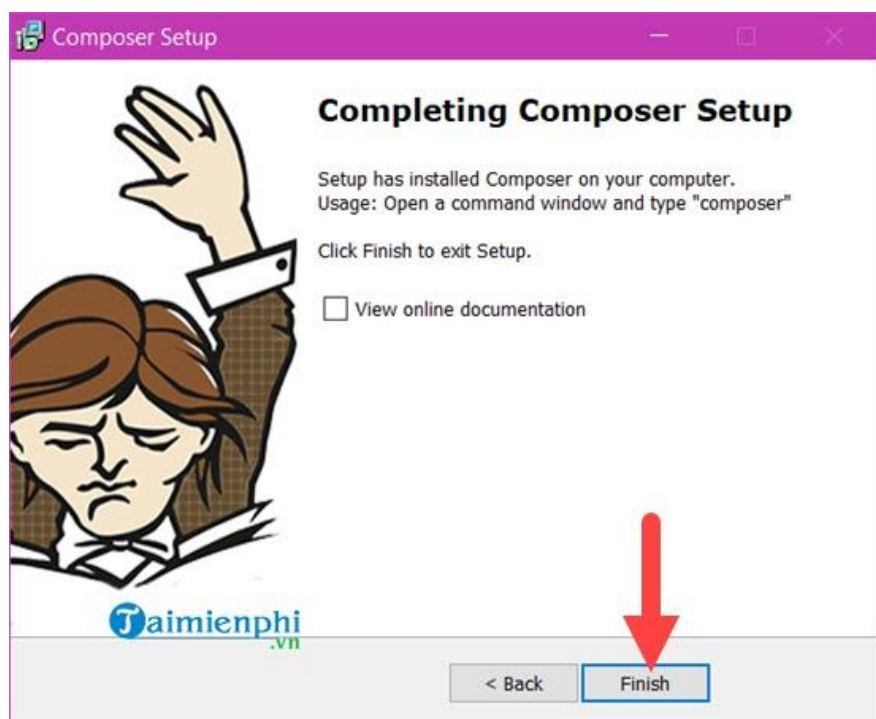 Composer Setup
Completing Composer Setup
Setup has installed Composer on your computer.
Usage: Open a command window and type "composer"
Click Finish to exit Setup.
View online documentation
Taimienphi
.vn
< Back
Finish